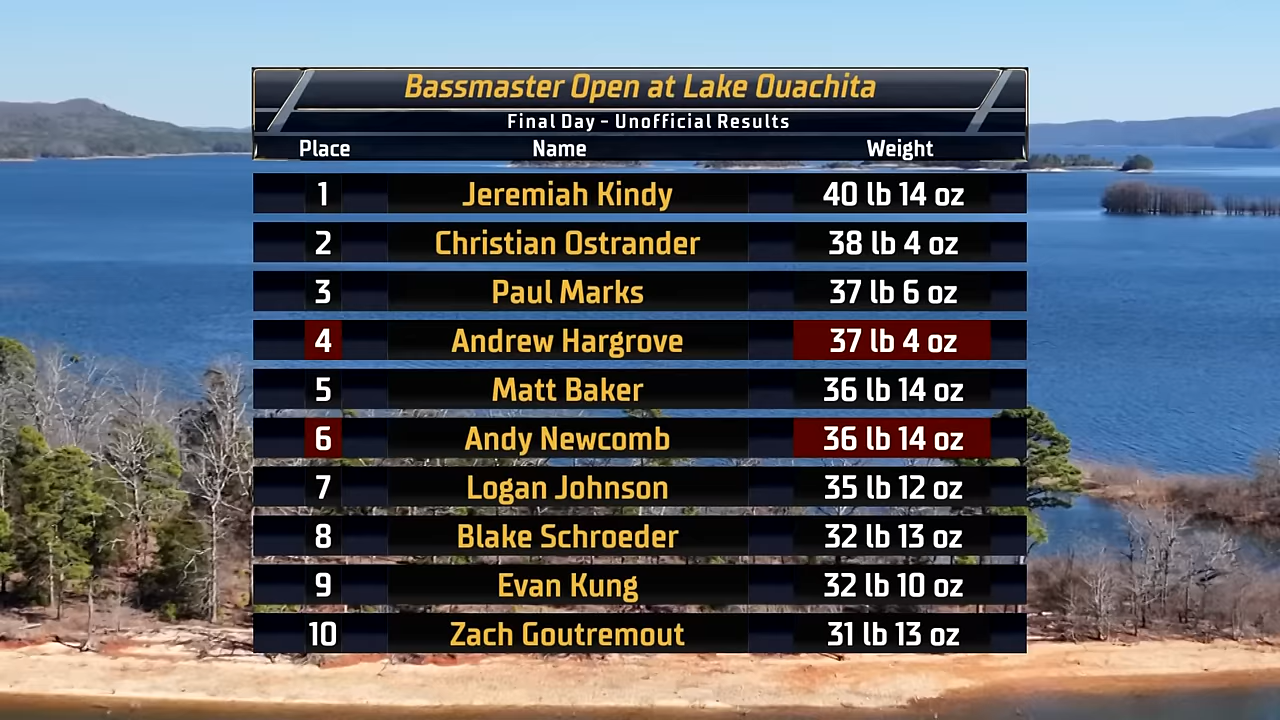 Bassmaster Open at Lake Ouachita
Final Day - Unofficial Results
Place Name Weight
1 Jeremiah Kindy 40 lb 14 oz
2 Christian Ostrander 38 lb 4 oz
3 Paul Marks 37 lb 6 oz
4 Andrew Hargrove 37 lb 4 oz
5 Matt Baker 36 lb 14 oz
6 Andy Newcomb 36 lb 14 oz
7 Logan Johnson 35 lb 12 oz
8 Blake Schroeder 32 lb 13 oz
9 Evan Kung 32 lb 10 oz
10 Zach Goutremout 31 lb 13 oz